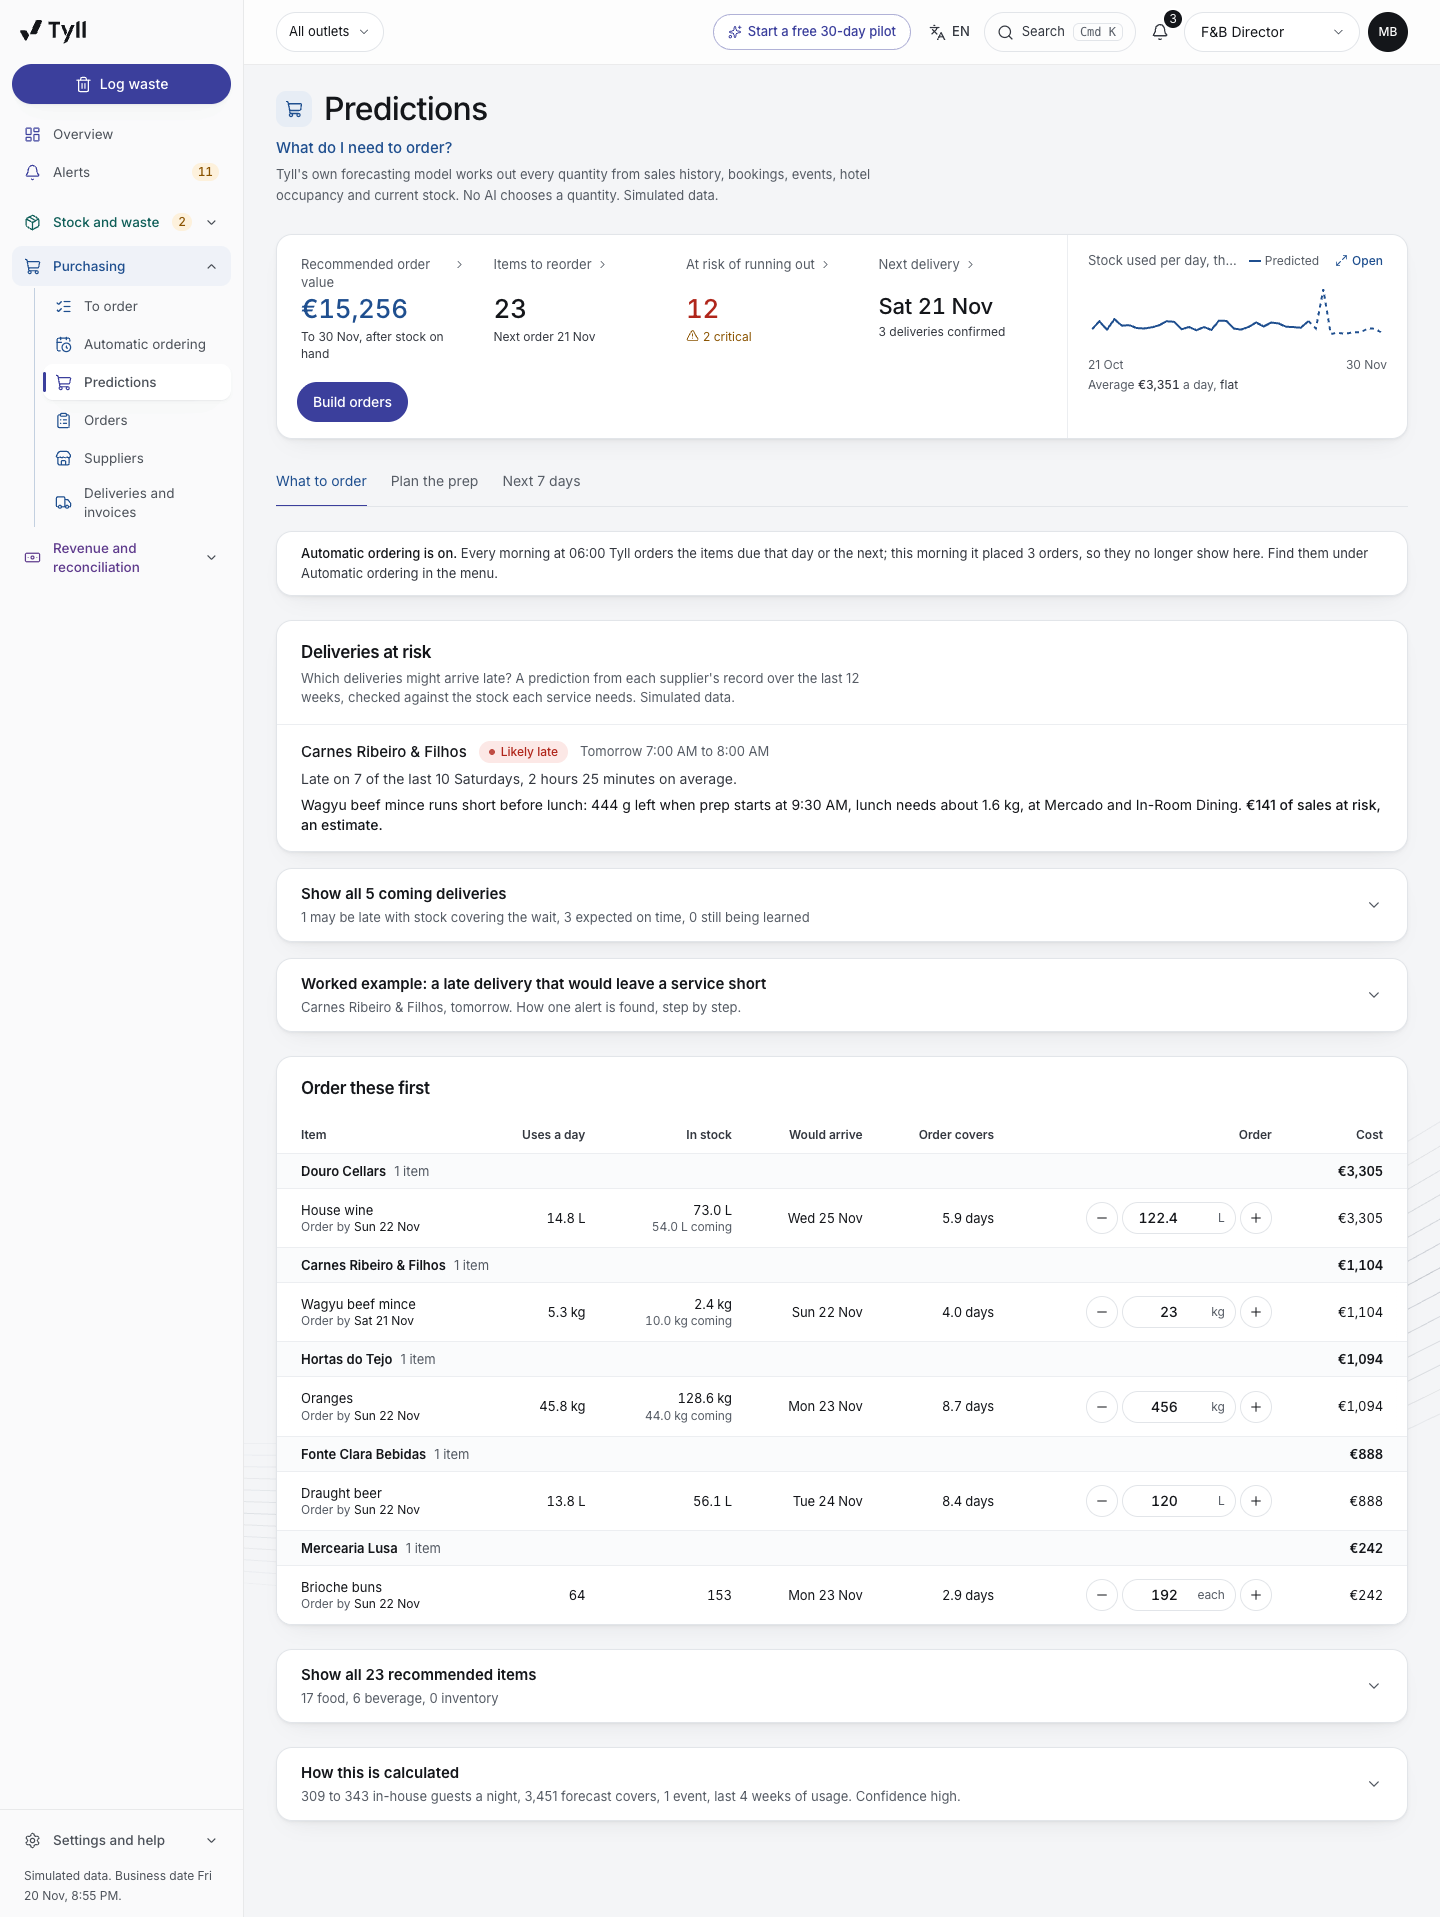 Tyll
Log waste
Overview
Alerts 11
Stock and waste 2
Purchasing
To order
Automatic ordering
Predictions
Orders
Suppliers
Deliveries and
invoices
Revenue and
reconciliation
Settings and help
Simulated data. Business date Fri
20 Nov, 8:55 PM.
All outlets
Start a free 30-day pilot
EN
Search Cmd K
3
F&B Director
MB
Predictions
What do I need to order?
Tyll's own forecasting model works out every quantity from sales history, bookings, events, hotel
occupancy and current stock. No AI chooses a quantity. Simulated data.
Recommended order
value
€15,256
To 30 Nov, after stock on
hand
Items to reorder
23
Next order 21 Nov
At risk of running out
12
2 critical
Next delivery
Sat 21 Nov
3 deliveries confirmed
Build orders
Stock used per day, th... Predicted Open
21 Oct 30 Nov
Average €3,351 a day, flat
What to order Plan the prep Next 7 days
Automatic ordering is on. Every morning at 06:00 Tyll orders the items due that day or the next; this morning it placed 3 orders, so they no longer show here. Find them under
Automatic ordering in the menu.
Deliveries at risk
Which deliveries might arrive late? A prediction from each supplier's record over the last 12
weeks, checked against the stock each service needs. Simulated data.
Carnes Ribeiro & Filhos Likely late Tomorrow 7:00 AM to 8:00 AM
Late on 7 of the last 10 Saturdays, 2 hours 25 minutes on average.
Wagyu beef mince runs short before lunch: 444 g left when prep starts at 9:30 AM, lunch needs about 1.6 kg, at Mercado and In-Room Dining. €141 of sales at risk,
an estimate.
Show all 5 coming deliveries
1 may be late with stock covering the wait, 3 expected on time, 0 still being learned
Worked example: a late delivery that would leave a service short
Carnes Ribeiro & Filhos, tomorrow. How one alert is found, step by step.
Order these first
Item Uses a day In stock Would arrive Order covers Order Cost
Douro Cellars 1 item €3,305
House wine 14.8 L 73.0 L Wed 25 Nov 5.9 days 122.4 L €3,305
Order by Sun 22 Nov 54.0 L coming
Carnes Ribeiro & Filhos 1 item €1,104
Wagyu beef mince 5.3 kg 2.4 kg Sun 22 Nov 4.0 days 23 kg €1,104
Order by Sat 21 Nov 10.0 kg coming
Hortas do Tejo 1 item €1,094
Oranges 45.8 kg 128.6 kg Mon 23 Nov 8.7 days 456 kg €1,094
Order by Sun 22 Nov 44.0 kg coming
Fonte Clara Bebidas 1 item €888
Draught beer 13.8 L 56.1 L Tue 24 Nov 8.4 days 120 L €888
Order by Sun 22 Nov
Mercearia Lusa 1 item €242
Brioche buns 64 153 Mon 23 Nov 2.9 days 192 each €242
Order by Sun 22 Nov
Show all 23 recommended items
17 food, 6 beverage, 0 inventory
How this is calculated
309 to 343 in-house guests a night, 3,451 forecast covers, 1 event, last 4 weeks of usage. Confidence high.